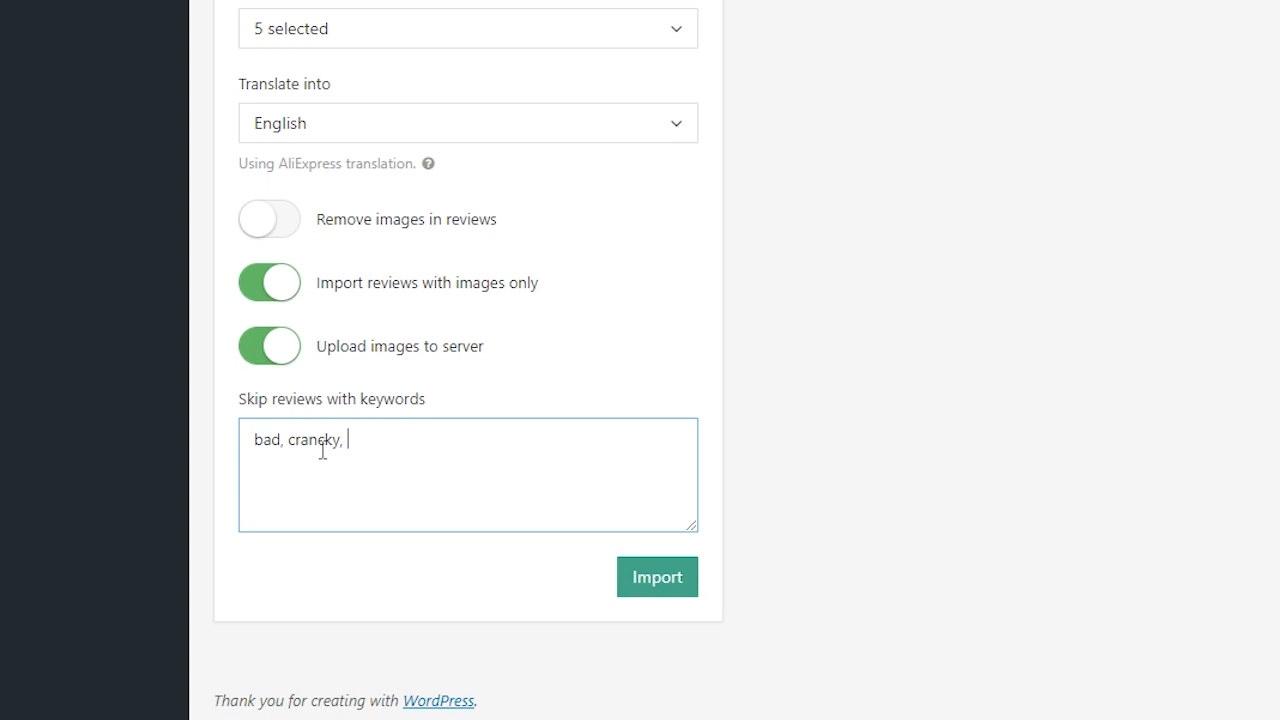 5 selected
Translate into
English
Using AliExpress translation.
Remove images in reviews
Import reviews with images only
Upload images to server
Skip reviews with keywords
bad, crancky,
Import
Thank you for creating with WordPress.